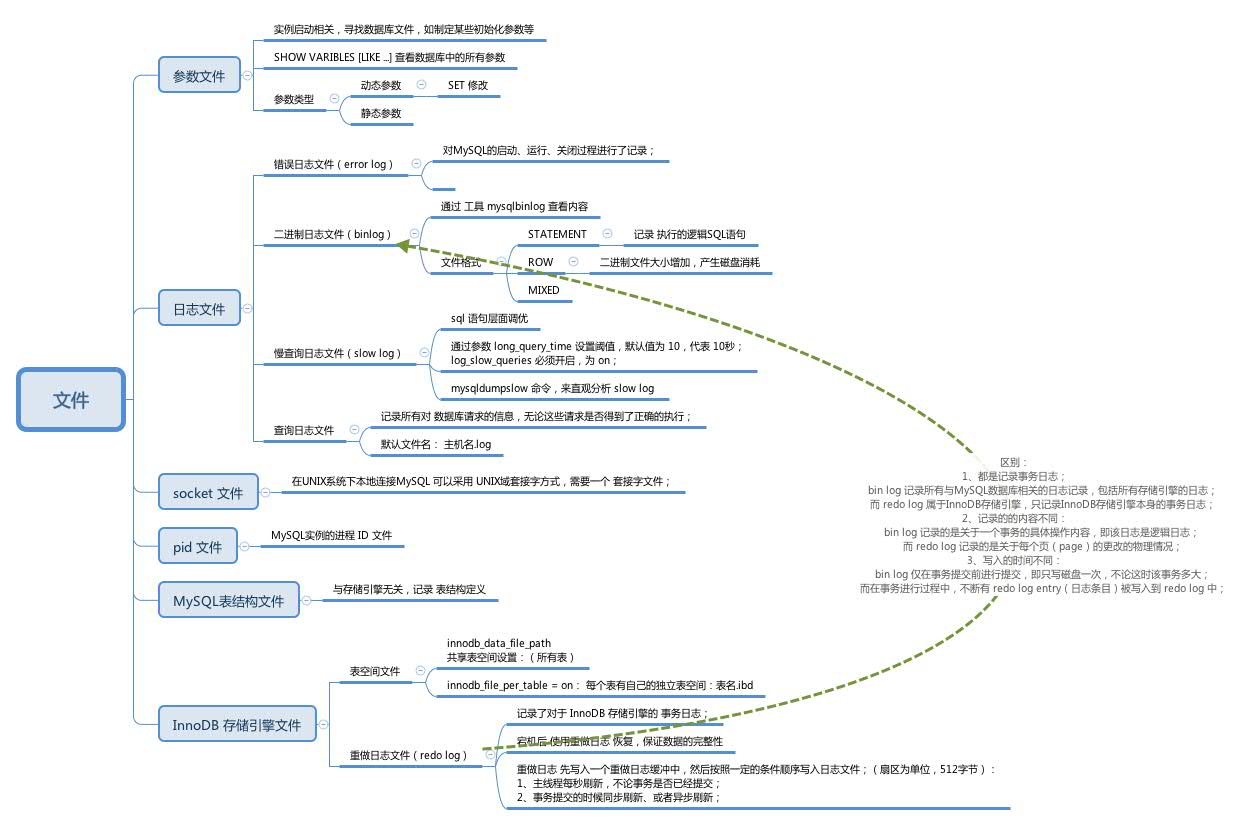 文件
参数文件
实例启动相关，寻找数据库文件，如制定某些初始化参数等
SHOW VARIBLES [LIKE ...] 查看数据库中的所有参数
参数类型
动态参数
SET 修改
静态参数
日志文件
错误日志文件（error log）
对MySQL的启动、运行、关闭过程进行了记录；
二进制日志文件（binlog）
通过 工具 mysqlbinlog 查看内容
文件格式
STATEMENT
记录 执行的逻辑SQL语句
ROW
二进制文件大小增加，产生磁盘消耗
MIXED
慢查询日志文件（slow log）
sql 语句层面调优
通过参数 long_query_time 设置阈值，默认值为 10，代表 10秒；
log_slow_queries 必须开启，为 on；
mysqldumpslow 命令，来直观分析 slow log
查询日志文件
记录所有对 数据库请求的信息，无论这些请求是否得到了正确的执行；
默认文件名： 主机名.log
socket 文件
在UNIX系统下本地连接MySQL 可以采用 UNIX域套接字方式，需要一个 套接字文件；
pid 文件
MySQL实例的进程 ID 文件
MySQL表结构文件
与存储引擎无关，记录 表结构定义
InnoDB 存储引擎文件
表空间文件
innodb_data_file_path
共享表空间设置：（所有表）
innodb_file_per_table = on： 每个表有自己的独立表空间：表名.ibd
重做日志文件（redo log）
记录了对于 InnoDB 存储引擎的 事务日志；
宕机后 使用重做日志 恢复，保证数据的完整性
重做日志 先写入一个重做日志缓冲中，然后按照一定的条件顺序写入日志文件；（扇区为单位，512字节）：
1、主线程每秒刷新，不论事务是否已经提交；
2、事务提交的时候同步刷新、或者异步刷新；
区别：
1、都是记录事务日志；
bin log 记录所有与MySQL数据库相关的日志记录，包括所有存储引擎的日志；
而 redo log 属于InnoDB存储引擎，只记录InnoDB存储引擎本身的事务日志；
2、记录的的内容不同：
bin log 记录的是关于一个事务的具体操作内容，即该日志是逻辑日志；
而 redo log 记录的是关于每个页（page）的更改的物理情况；
3、写入的时间不同：
bin log 仅在事务提交前进行提交，即只写磁盘一次，不论这时该事务多大；
而在事务进行过程中，不断有 redo log entry（日志条目）被写入到 redo log 中；